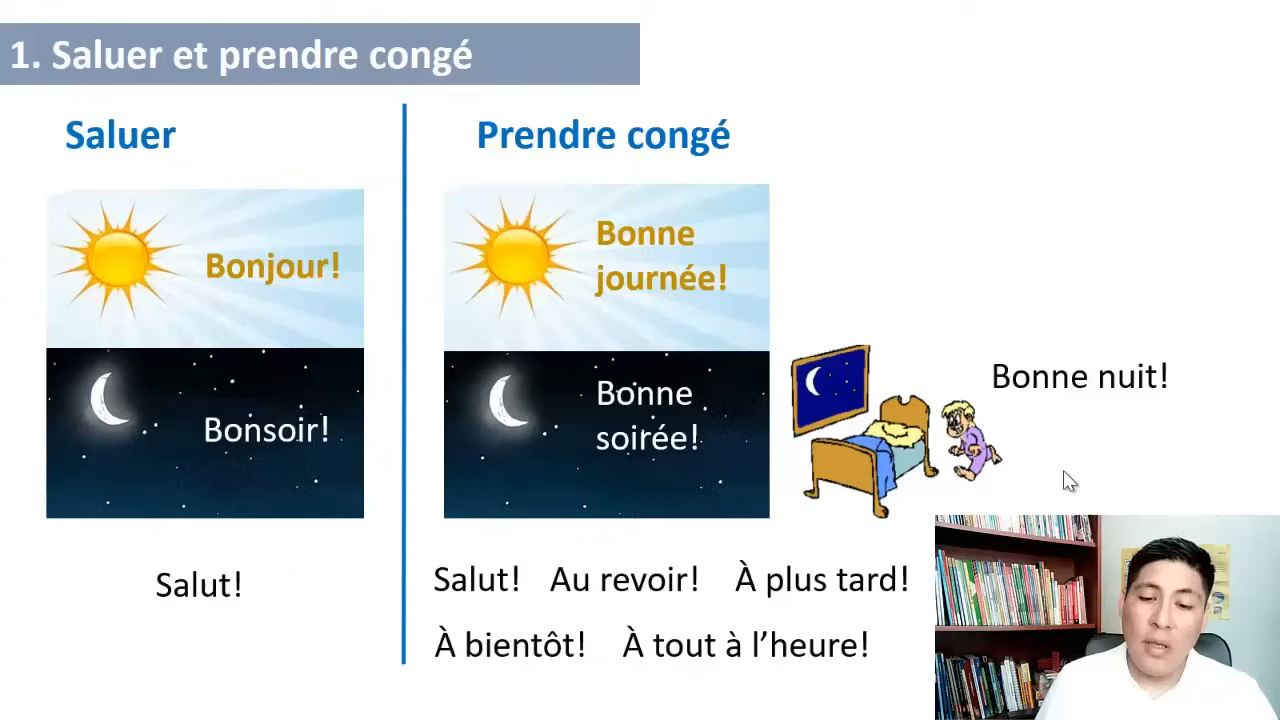 1. Saluer et prendre congé
Saluer
Bonjour!
Bonsoir!
Salut!
Prendre congé
Bonne
journée!
Bonne
soirée!
Bonne nuit!
Salut! Au revoir! À plus tard!
À bientôt! À tout à l’heure!